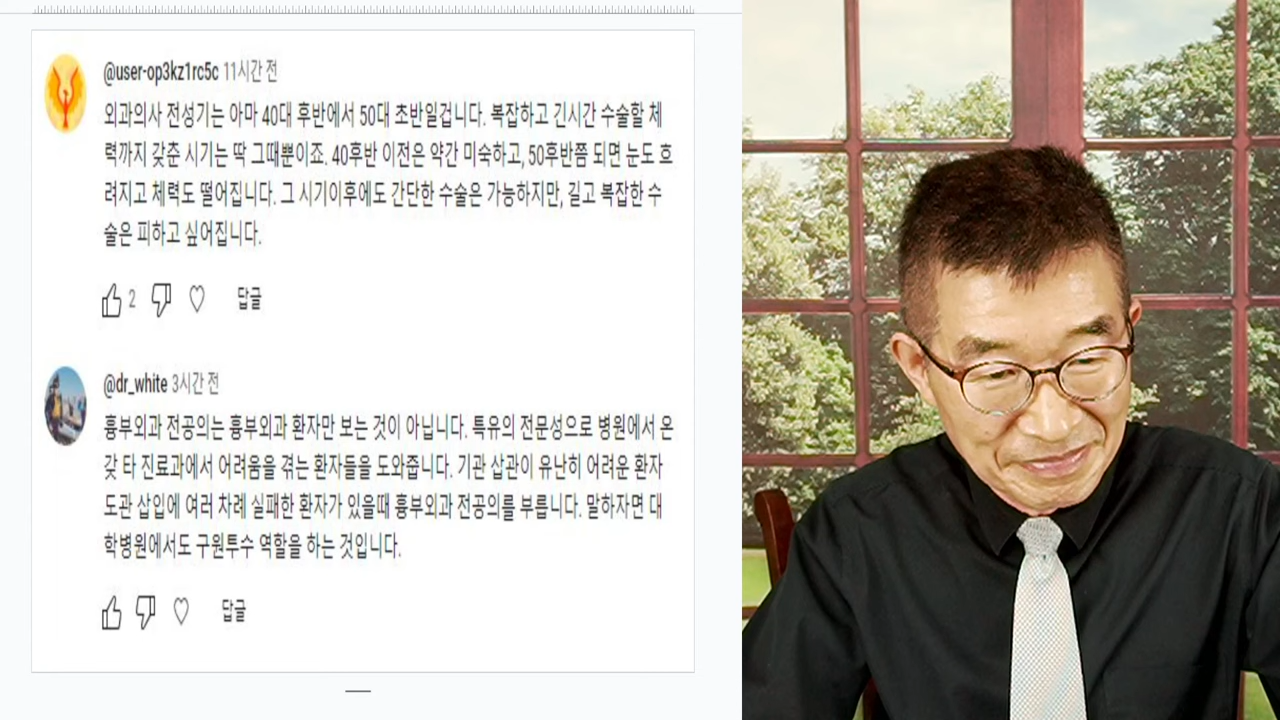 @user-op3kz1rc5c 11시간 전
외과의사 전성기는 아마 40대 후반에서 50대 초반일겁니다. 복잡하고 긴시간 수술할 체
력까지 갖춘 시기는 딱 그때뿐이죠. 40후반 이전은 약간 미숙하고, 50후반쯤 되면 눈도 흐
려지고 체력도 떨어집니다. 그 시기이후에도 간단한 수술은 가능하지만, 길고 복잡한 수
술은 피하고 싶어집니다.
2 답글
@dr_white 3시간 전
흉부외과 전공의는 흉부외과 환자만 보는 것이 아닙니다. 특유의 전문성으로 병원에서 온
갖 타 진료과에서 어려움을 겪는 환자들을 도와줍니다. 기관 삽관이 유난히 어려운 환자
도관 삽입에 여러 차례 실패한 환자가 있을때 흉부외과 전공의를 부릅니다. 말하자면 대
학병원에서도 구원투수 역할을 하는 것입니다.
답글